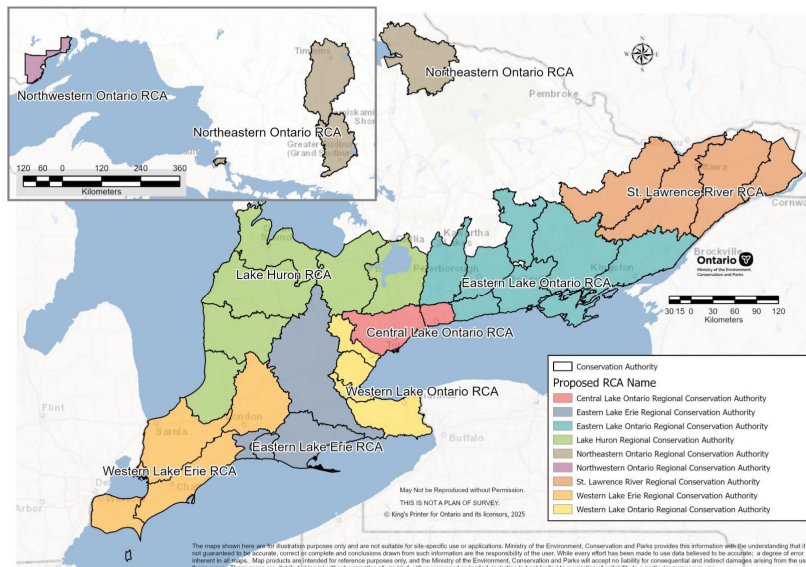 Timmins
Northwestern Ontario RCA
Northeastern Ontario RCA
Greater Sudbury
(Grand Sudbury)
120 60 0 120 240 360
Kilometers
Northeastern Ontario RCA
Pembroke
N
W E
S
St. Lawrence River RCA
Cornwa
Brockville
Ontario
Ministry of the Environment,
Conservation and Parks
30 15 0 30 60 90 120
Kilometers
Kawartha
Lakes
Peterborough
Kingston
Lake Huron RCA
Eastern Lake Ontario RCA
Central Lake Ontario RCA
Western Lake Ontario RCA
Eastern Lake Erie RCA
Western Lake Erie RCA
Flint
Sarnia
London
Buffalo
Arbor
Conservation Authority
Proposed RCA Name
Central Lake Ontario Regional Conservation Authority
Eastern Lake Erie Regional Conservation Authority
Eastern Lake Ontario Regional Conservation Authority
Lake Huron Regional Conservation Authority
Northeastern Ontario Regional Conservation Authority
Northwestern Ontario Regional Conservation Authority
St. Lawrence River Regional Conservation Authority
Western Lake Erie Regional Conservation Authority
Western Lake Ontario Regional Conservation Authority
May Not be Reproduced without Permission.
THIS IS NOT A PLAN OF SURVEY.
© King's Printer for Ontario and its licensors, 2025
The maps shown here are for illustration purposes only and are not suitable for site-specific use or applications. Ministry of the Environment, Conservation and Parks provides this information with the understanding that it
not guaranteed to be accurate, correct or complete and conclusions drawn from such information are the responsibility of the user. While every effort has been made to use data believed to be accurate; a degree of error
inherent in all maps. Map products are intended for reference purposes only, and the Ministry of the Environment, Conservation and Parks will accept no liability for consequential and indirect damages arising from the us